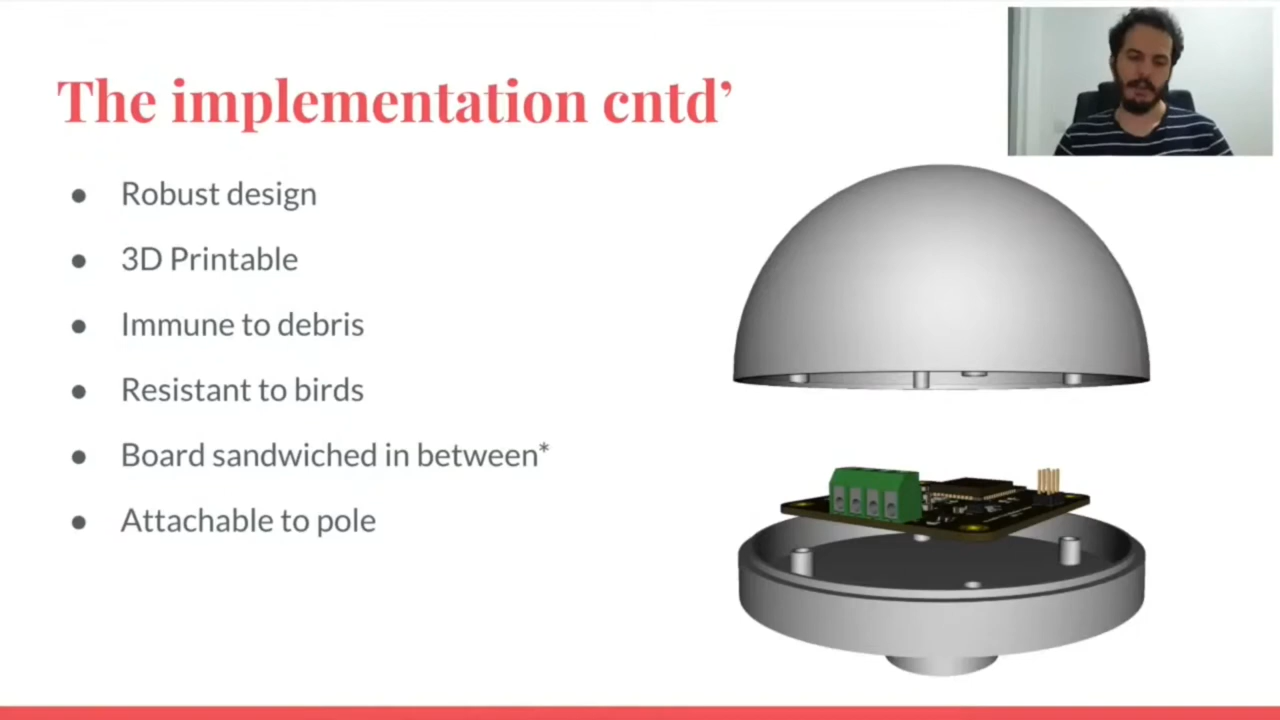 The implementation cntd’
● Robust design
● 3D Printable
● Immune to debris
● Resistant to birds
● Board sandwiched in between*
● Attachable to pole